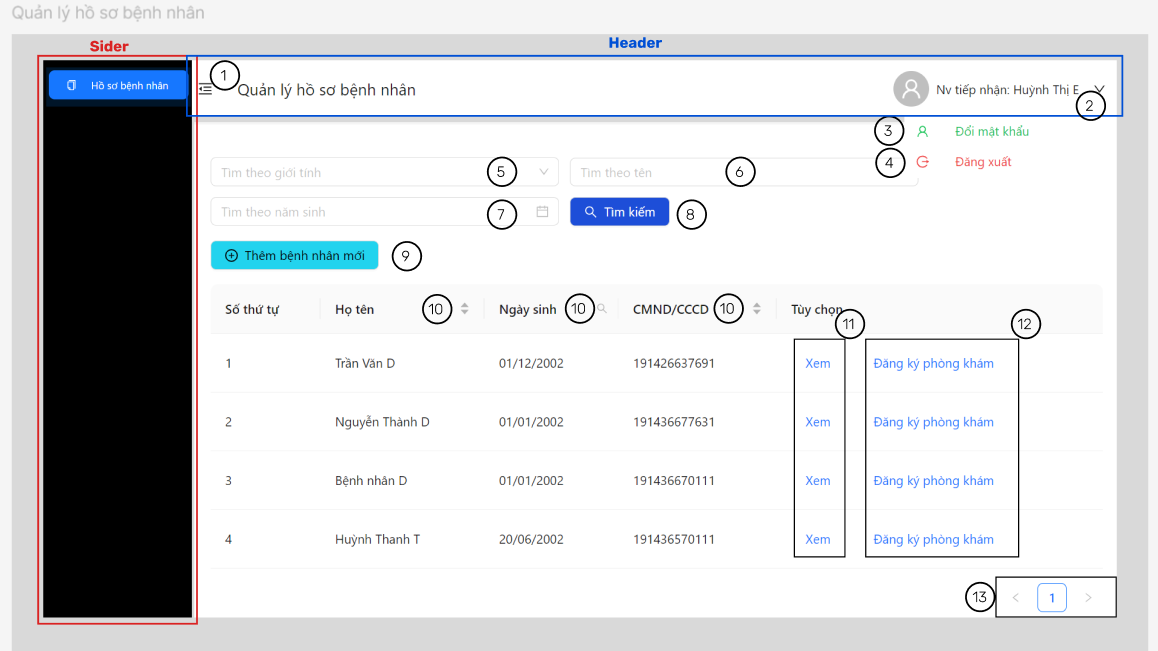 Quản lý hồ sơ bệnh nhân
Sider
Header
Hồ sơ bệnh nhân
1
Quản lý hồ sơ bệnh nhân
Nv tiếp nhận: Huỳnh Thị E
2
3
Đổi mật khẩu
4
Đăng xuất
Tìm theo giới tính
5
Tìm theo tên
6
Tìm theo năm sinh
7
Tìm kiếm
8
Thêm bệnh nhân mới
9
Số thứ tự Họ tên 10 Ngày sinh 10 CMND/CCCD 10 Tùy chọn
11
12
1 Trần Văn D 01/12/2002 191426637691 Xem Đăng ký phòng khám
2 Nguyễn Thành D 01/01/2002 191436677631 Xem Đăng ký phòng khám
3 Bệnh nhân D 01/01/2002 191436670111 Xem Đăng ký phòng khám
4 Huỳnh Thanh T 20/06/2002 191436570111 Xem Đăng ký phòng khám
13
1